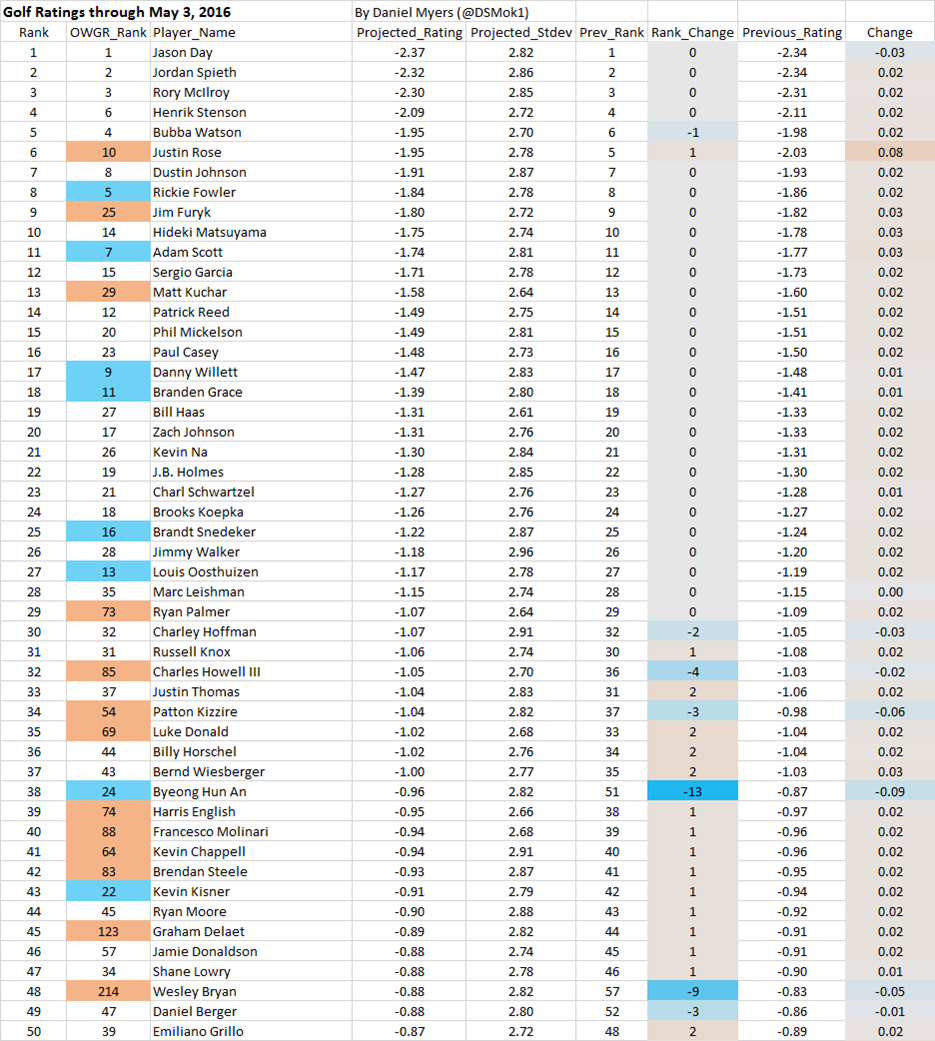 Golf Ratings through May 3, 2016 By Daniel Myers (@DSMok1)
Rank OWGR_Rank Player_Name Projected_Rating Projected_Stdev Prev_Rank Rank_Change Previous_Rating Change
1 1 Jason Day -2.37 2.82 1 0 -2.34 -0.03
2 2 Jordan Spieth -2.32 2.86 2 0 -2.34 0.02
3 3 Rory McIlroy -2.30 2.85 3 0 -2.31 0.02
4 6 Henrik Stenson -2.09 2.72 4 0 -2.11 0.02
5 4 Bubba Watson -1.95 2.70 6 -1 -1.98 0.02
6 10 Justin Rose -1.95 2.78 5 1 -2.03 0.08
7 8 Dustin Johnson -1.91 2.87 7 0 -1.93 0.02
8 5 Rickie Fowler -1.84 2.78 8 0 -1.86 0.02
9 25 Jim Furyk -1.80 2.72 9 0 -1.82 0.03
10 14 Hideki Matsuyama -1.75 2.74 10 0 -1.78 0.03
11 7 Adam Scott -1.74 2.81 11 0 -1.77 0.03
12 15 Sergio Garcia -1.71 2.78 12 0 -1.73 0.02
13 29 Matt Kuchar -1.58 2.64 13 0 -1.60 0.02
14 12 Patrick Reed -1.49 2.75 14 0 -1.51 0.02
15 20 Phil Mickelson -1.49 2.81 15 0 -1.51 0.02
16 23 Paul Casey -1.48 2.73 16 0 -1.50 0.02
17 9 Danny Willett -1.47 2.83 17 0 -1.48 0.01
18 11 Branden Grace -1.39 2.80 18 0 -1.41 0.01
19 27 Bill Haas -1.31 2.61 19 0 -1.33 0.02
20 17 Zach Johnson -1.31 2.76 20 0 -1.33 0.02
21 26 Kevin Na -1.30 2.84 21 0 -1.31 0.02
22 19 J.B. Holmes -1.28 2.85 22 0 -1.30 0.02
23 21 Charl Schwartzel -1.27 2.76 23 0 -1.28 0.01
24 18 Brooks Koepka -1.26 2.76 24 0 -1.27 0.02
25 16 Brandt Snedeker -1.22 2.87 25 0 -1.24 0.02
26 28 Jimmy Walker -1.18 2.96 26 0 -1.20 0.02
27 13 Louis Oosthuizen -1.17 2.78 27 0 -1.19 0.02
28 35 Marc Leishman -1.15 2.74 28 0 -1.15 0.00
29 73 Ryan Palmer -1.07 2.64 29 0 -1.09 0.02
30 32 Charley Hoffman -1.07 2.91 32 -2 -1.05 -0.03
31 31 Russell Knox -1.06 2.74 30 1 -1.08 0.02
32 85 Charles Howell III -1.05 2.70 36 -4 -1.03 -0.02
33 37 Justin Thomas -1.04 2.83 31 2 -1.06 0.02
34 54 Patton Kizzire -1.04 2.82 37 -3 -0.98 -0.06
35 69 Luke Donald -1.02 2.68 33 2 -1.04 0.02
36 44 Billy Horschel -1.02 2.76 34 2 -1.04 0.02
37 43 Bernd Wiesberger -1.00 2.77 35 2 -1.03 0.03
38 24 Byeong Hun An -0.96 2.82 51 -13 -0.87 -0.09
39 74 Harris English -0.95 2.66 38 1 -0.97 0.02
40 88 Francesco Molinari -0.94 2.68 39 1 -0.96 0.02
41 64 Kevin Chappell -0.94 2.91 40 1 -0.96 0.02
42 83 Brendan Steele -0.93 2.87 41 1 -0.95 0.02
43 22 Kevin Kisner -0.91 2.79 42 1 -0.94 0.02
44 45 Ryan Moore -0.90 2.88 43 1 -0.92 0.02
45 123 Graham Delaet -0.89 2.82 44 1 -0.91 0.02
46 57 Jamie Donaldson -0.88 2.74 45 1 -0.91 0.02
47 34 Shane Lowry -0.88 2.78 46 1 -0.90 0.01
48 214 Wesley Bryan -0.88 2.82 57 -9 -0.83 -0.05
49 47 Daniel Berger -0.88 2.80 52 -3 -0.86 -0.01
50 39 Emiliano Grillo -0.87 2.72 48 2 -0.89 0.02